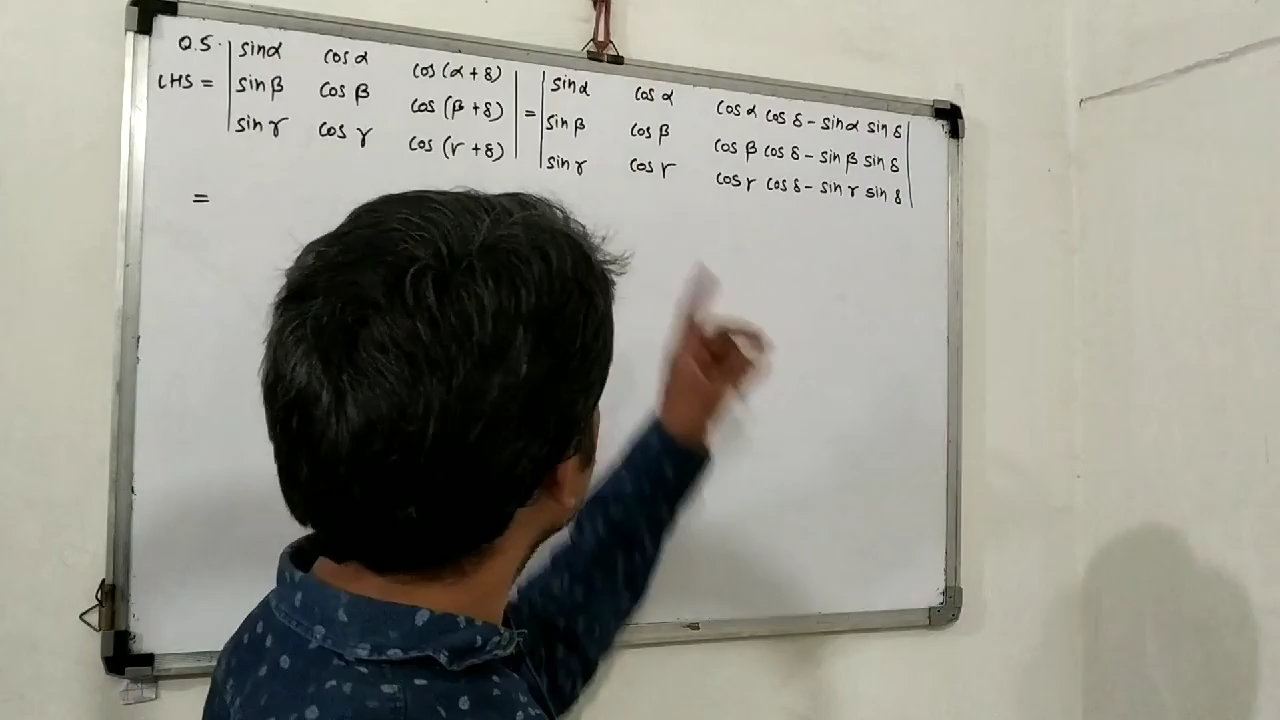 Q.5. | sinα cosα cos(α+δ) | = | sinα cosα cosα cosδ - sinα sinδ |
LHS = | sinβ cosβ cos(β+δ) | | sinβ cosβ cosβ cosδ - sinβ sinδ |
| sinγ cosγ cos(γ+δ) | | sinγ cosγ cosγ cosδ - sinγ sinδ |
=